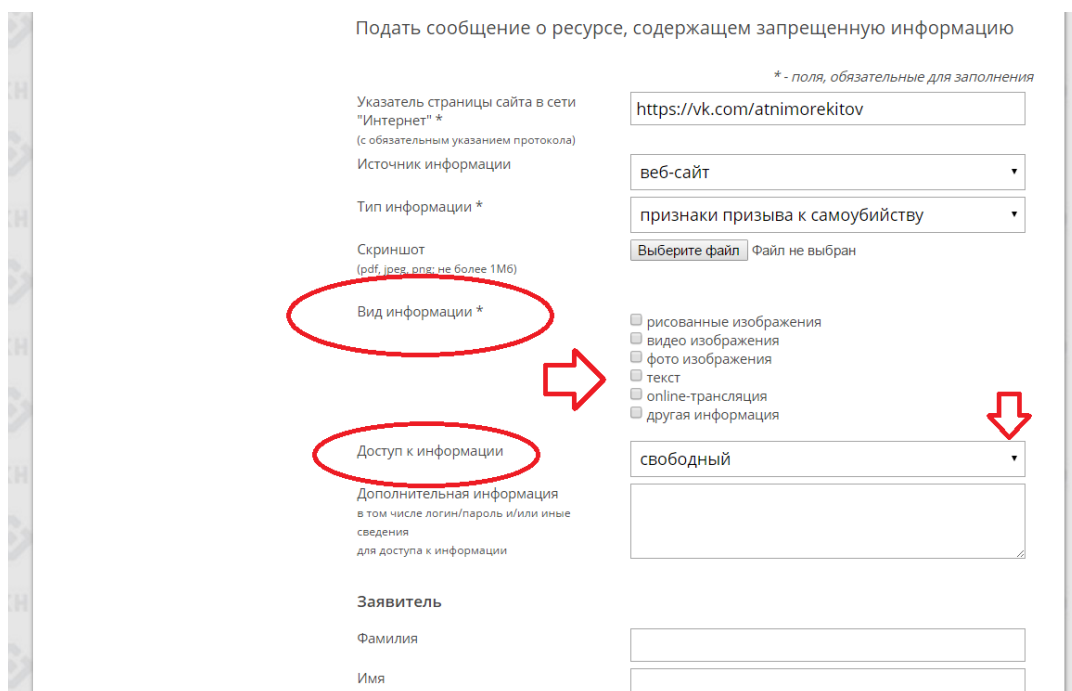 Подать сообщение о ресурсе, содержащем запрещенную информацию
* - поля, обязательные для заполнения
Указатель страницы сайта в сети
"Интернет" *
(с обязательным указанием протокола)
https://vk.com/atnimorekitov
Источник информации
веб-сайт
Тип информации *
признаки призыва к самоубийству
Скриншот
(pdf, jpeg, png; не более 1Мб)
Выберите файл Файл не выбран
Вид информации *
рисованные изображения
видео изображения
фото изображения
текст
online-трансляция
другая информация
Доступ к информации
свободный
Дополнительная информация
в том числе логин/пароль и/или иные
сведения
для доступа к информации
Заявитель
Фамилия
Имя